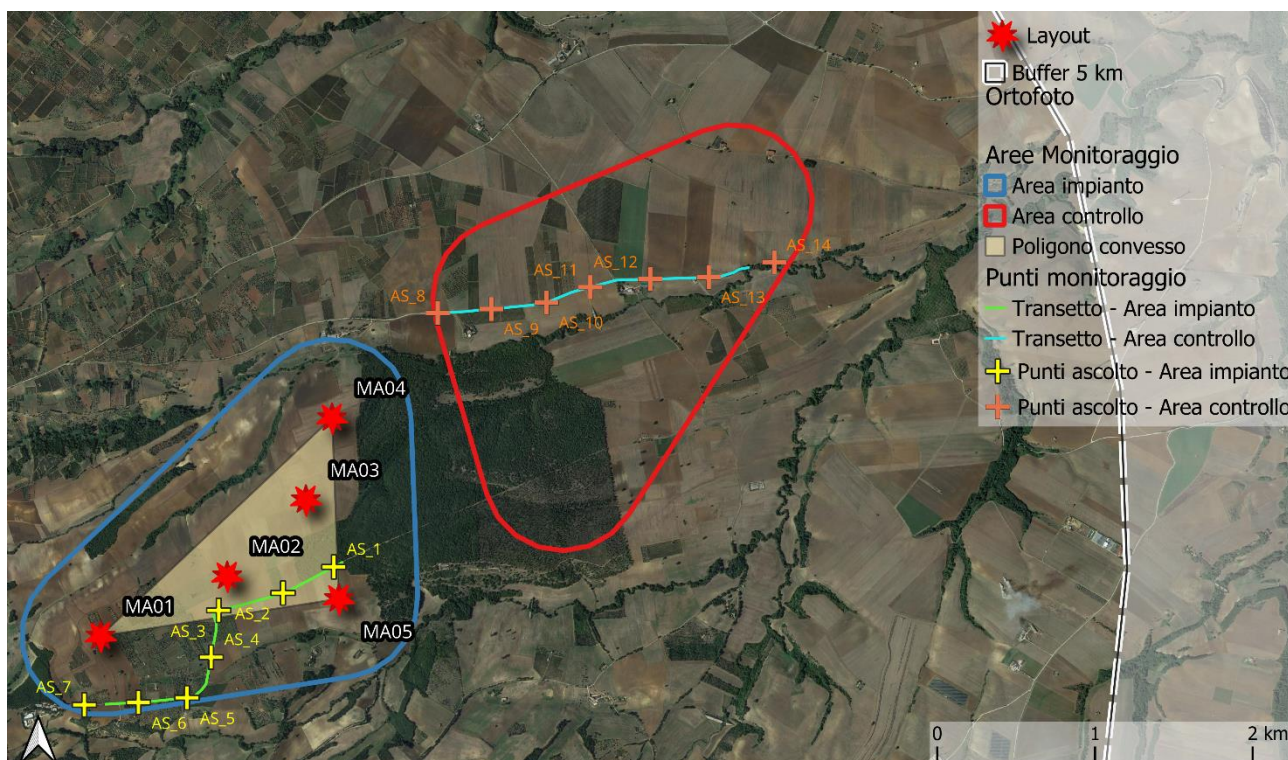 Layout
Buffer 5 km
Ortofoto
Aree Monitoraggio
Area impianto
Area controllo
Poligono convesso
Punti monitoraggio
Transetto - Area impianto
Transetto - Area controllo
Punti ascolto - Area impianto
Punti ascolto - Area controllo
AS_14
AS_12
AS_11
AS_13
AS_8
AS_9
AS_10
MA04
MA03
MA02
AS_1
MA01
AS_2
AS_3
AS_4
MA05
AS_7
AS_6
AS_5
0 1 2 km